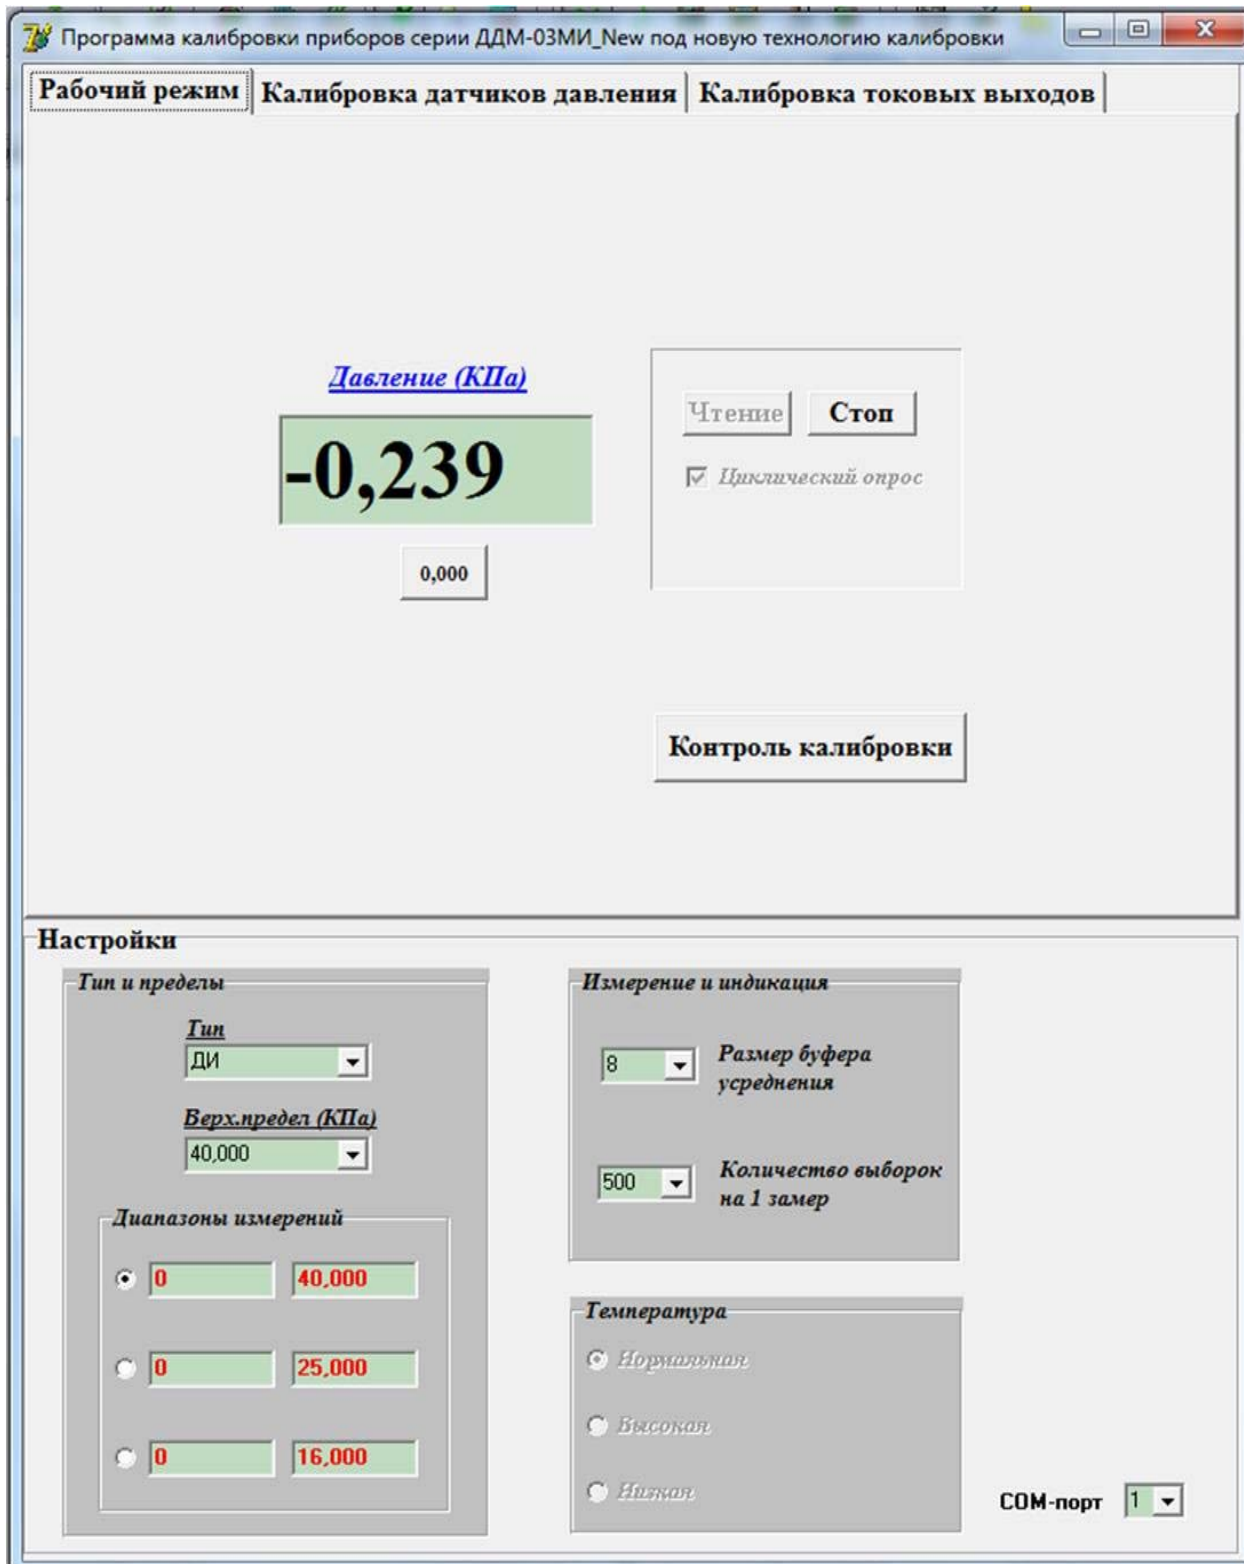 Программа калибровки приборов серии ДДМ-03МИ_New под новую технологию калибровки
Рабочий режим
Калибровка датчиков давления
Калибровка токовых выходов
Давление (КПа)
-0,239
0,000
Чтение
Стоп
Циклический опрос
Контроль калибровки
Настройки
Тип и пределы
Тип
ДИ
Верх.предел (КПа)
40,000
Диапазоны измерений
0 40,000
0 25,000
0 16,000
Измерение и индикация
8
Размер буфера
усреднения
500
Количество выборок
на 1 замер
Температура
Нормальная
Высокая
Низкая
COM-порт 1